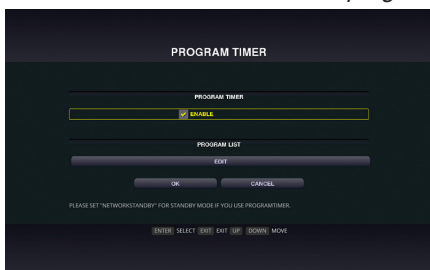 PROGRAM TIMER
PROGRAM TIMER
ENABLE
PROGRAM LIST
EDIT
OK CANCEL
PLEASE SET "NETWORKSTANDBY" FOR STANDBY MODE IF YOU USE PROGRAMTIMER.
ENTER SELECT EXIT EXIT UP DOWN MOVE